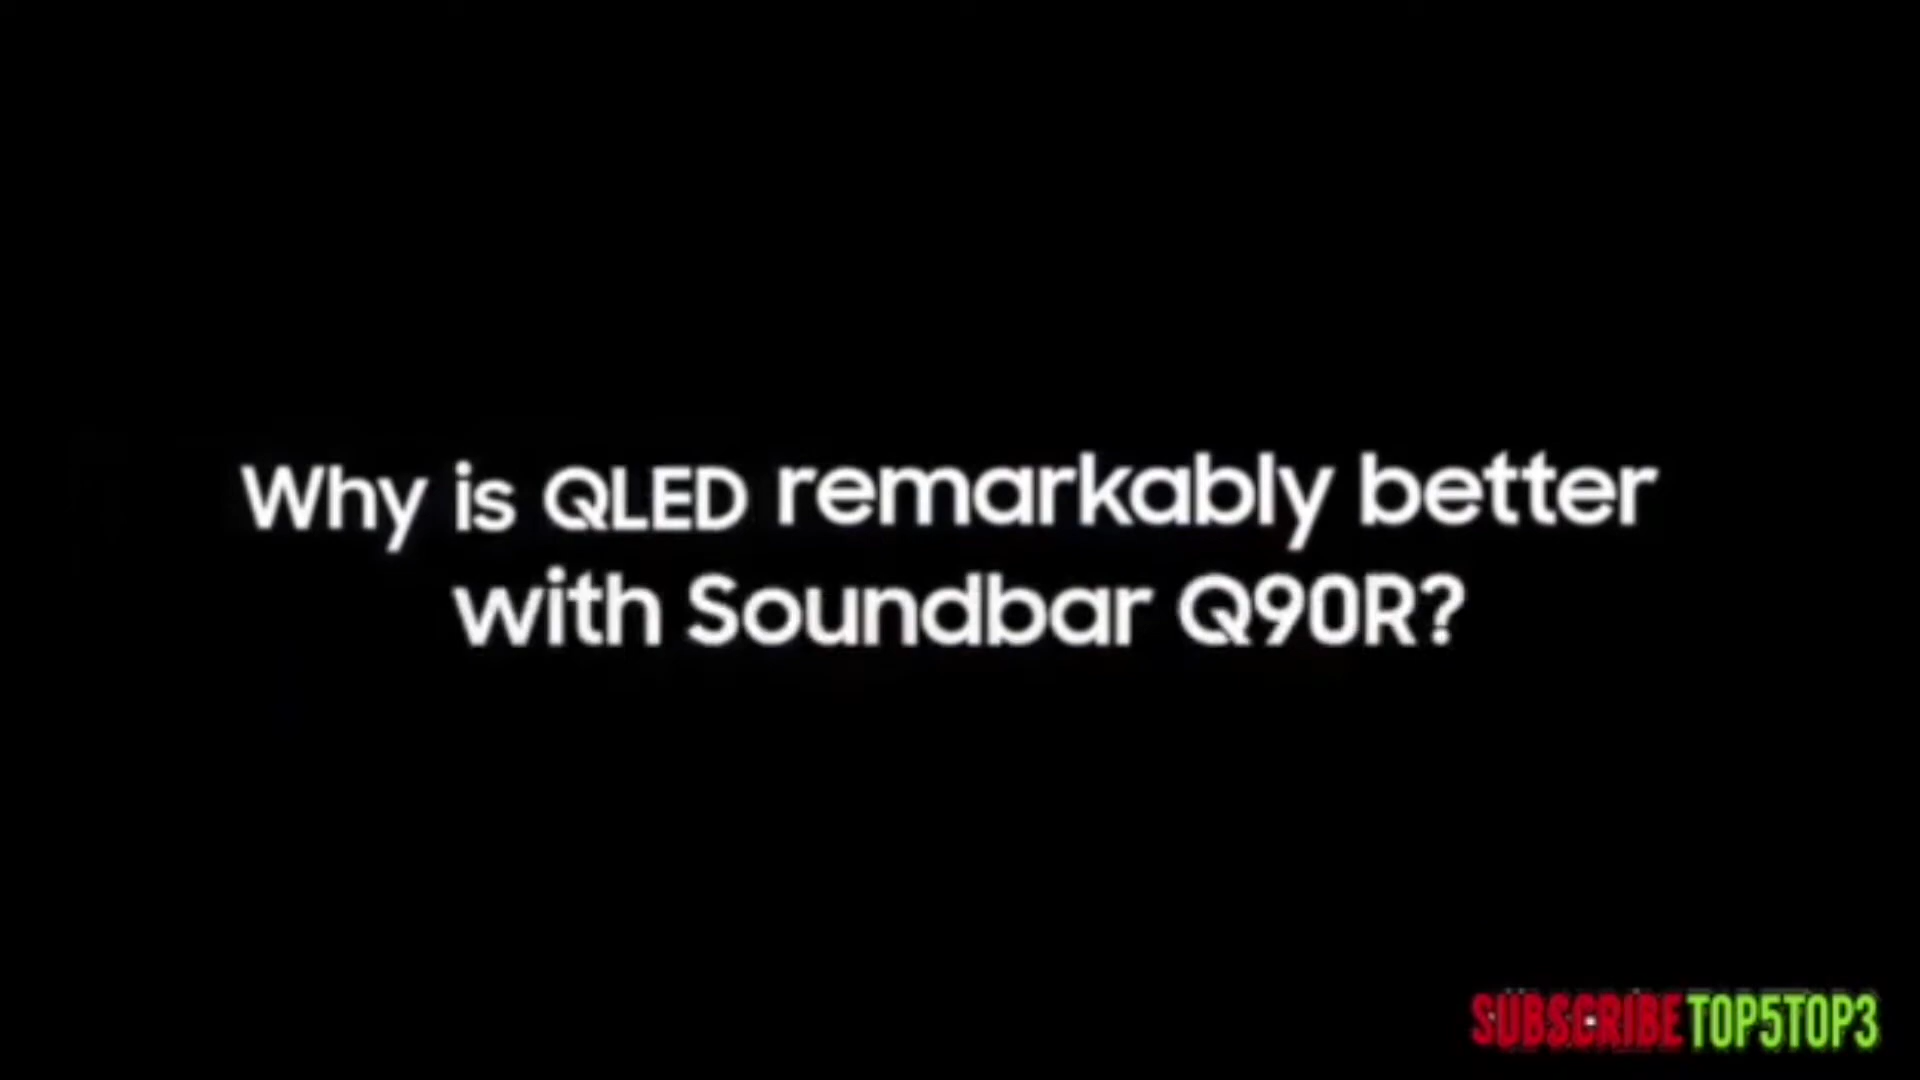 Why is QLED remarkably better
with Soundbar Q90R?
SUBSCRIBE TOP5TOP3